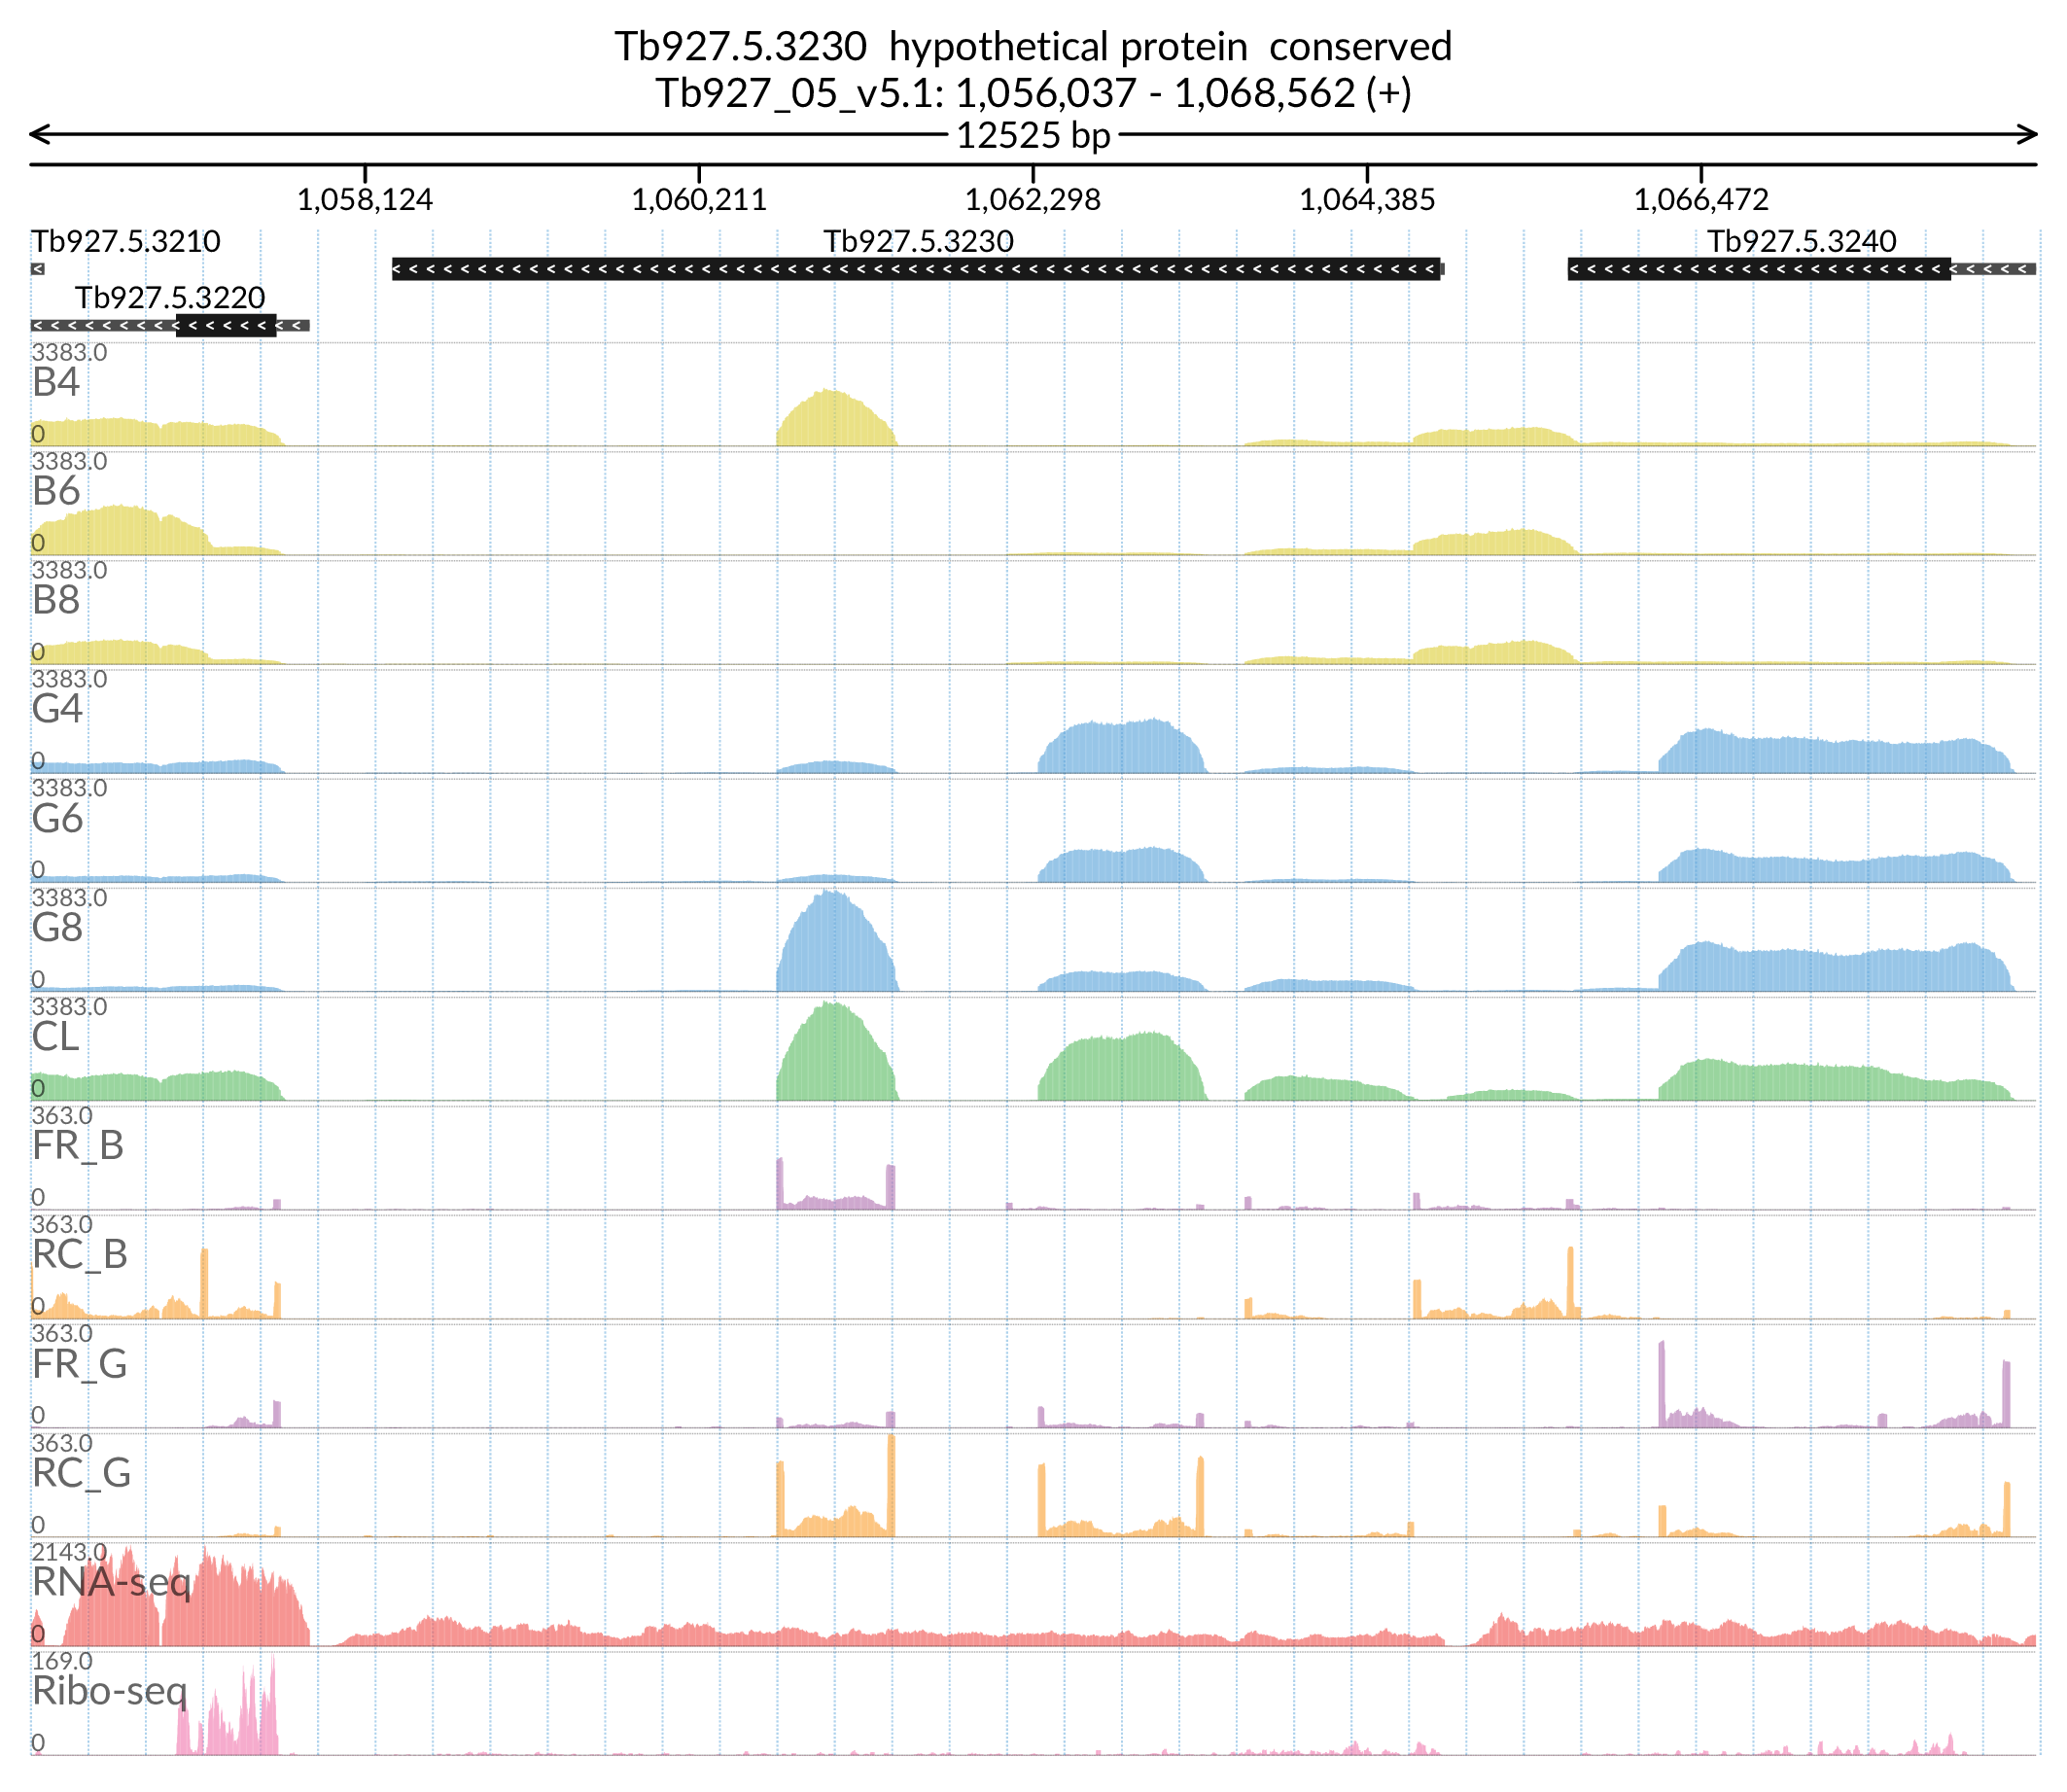 Tb927.5.3230  hypothetical protein  conserved
Tb927_05_v5.1: 1,056,037 - 1,068,562 (+)
12525 bp
1,058,124 1,060,211 1,062,298 1,064,385 1,066,472
Tb927.5.3210 Tb927.5.3230 Tb927.5.3240
Tb927.5.3220
3383.0
B4
0
3383.0
B6
0
3383.0
B8
0
3383.0
G4
0
3383.0
G6
0
3383.0
G8
0
3383.0
CL
0
363.0
FR_B
0
363.0
RC_B
0
363.0
FR_G
0
363.0
RC_G
0
2143.0
RNA-seq
0
169.0
Ribo-seq
0